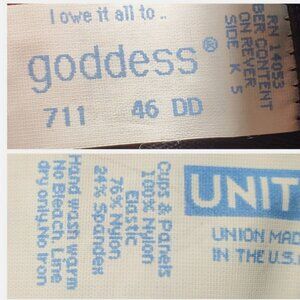 I owe it all to ..
goddess®
711 46 DD
RN 14053
BER CONTENT
ON REVER
SIDE K S
Cups & Panels
100% Nylon
Elastic
76% Nylon
24% Spandex
Hand wash warm
No Bleach. Line
dry only. No Iron
UNIT
UNION MAD
IN THE U.S.